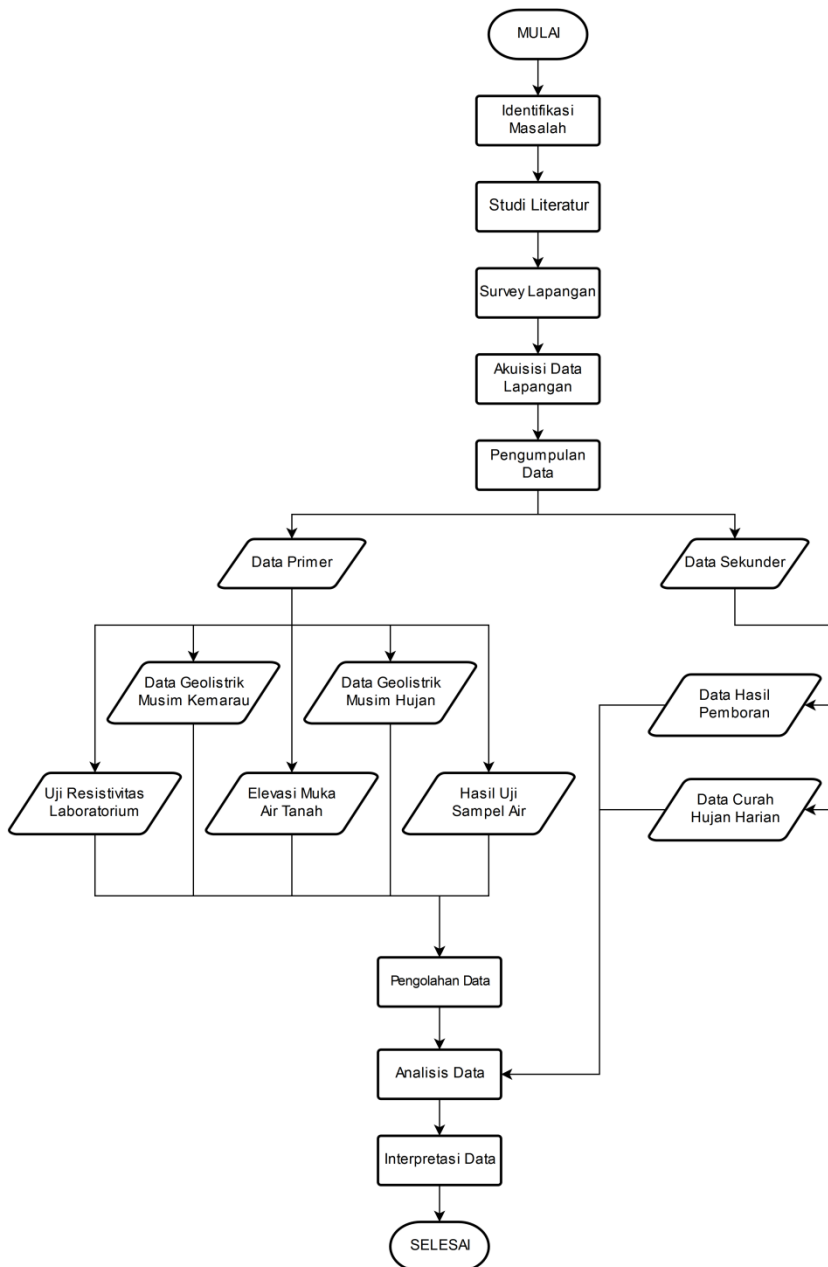 MULAI
Identifikasi
Masalah
Studi Literatur
Survey Lapangan
Akuisisi Data
Lapangan
Pengumpulan
Data
Data Primer
Data Sekunder
Data Geolistrik
Musim Kemarau
Data Geolistrik
Musim Hujan
Data Hasil
Pemboran
Uji Resistivitas
Laboratorium
Elevasi Muka
Air Tanah
Hasil Uji
Sampel Air
Data Curah
Hujan Harian
Pengolahan Data
Analisis Data
Interpretasi Data
SELESAI